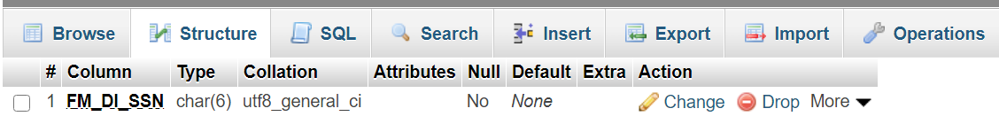 Browse Structure SQL Search Insert Export Import Operations
# Column Type Collation Attributes Null Default Extra Action
1 FM_DI_SSN char(6) utf8_general_ci No None Change Drop More